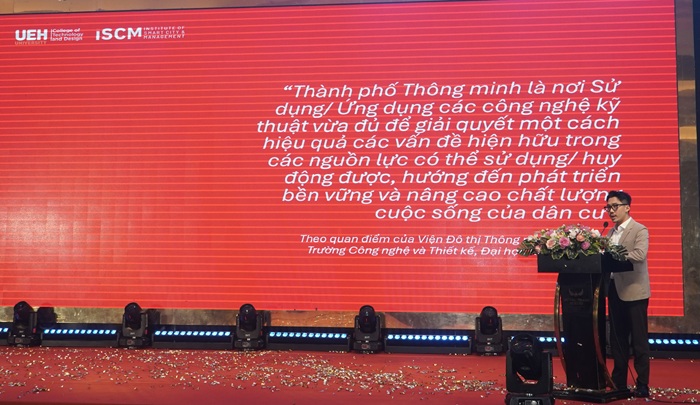 UEH
UNIVERSITY
College of
Technology
and Design
ISCM
INSTITUTE OF
SMART CITY &
MANAGEMENT
“Thành phố Thông minh là nơi Sử
dụng/ Ứng dụng các công nghệ kỹ
thuật vừa đủ để giải quyết một cách
hiệu quả các vấn đề hiện hữu trong
các nguồn lực có thể sử dụng/ huy
động được, hướng đến phát triển
bền vững và nâng cao chất lượng
cuộc sống của dân cư
Theo quan điểm của Viện Đô thị Thông
Trường Công nghệ và Thiết kế, Đại học